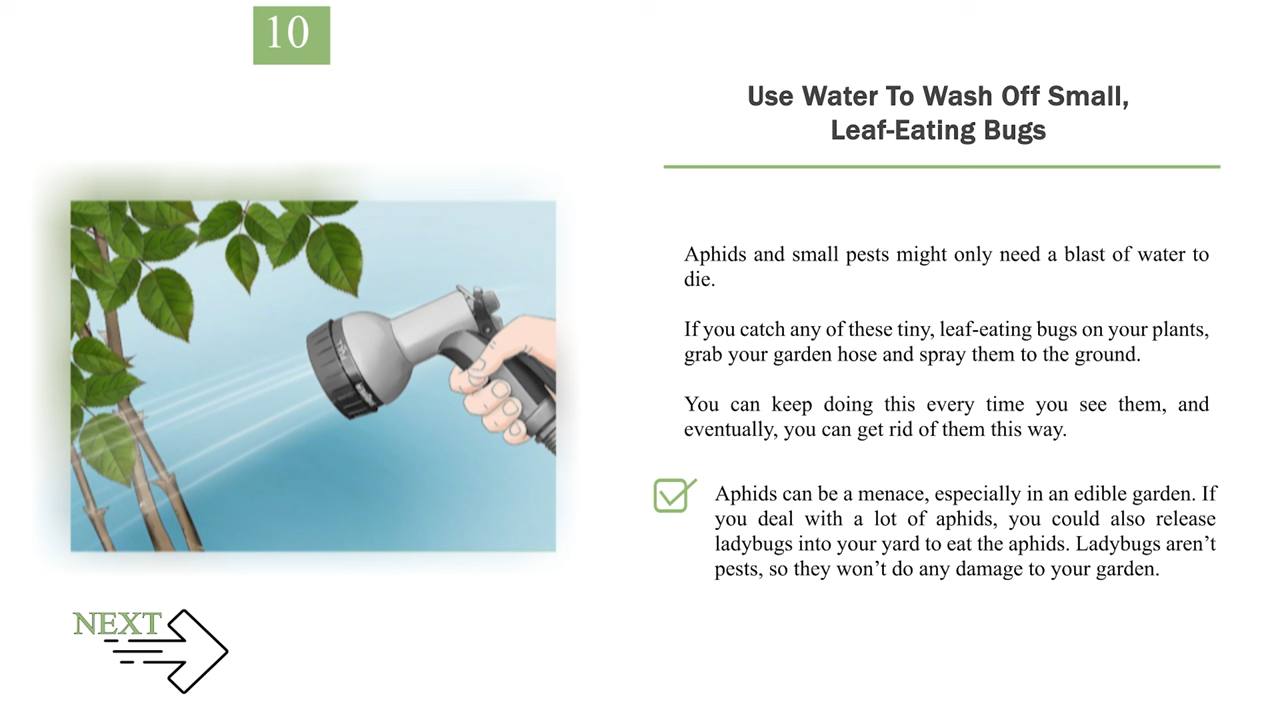 10
Use Water To Wash Off Small,
Leaf-Eating Bugs
Aphids and small pests might only need a blast of water to
die.
If you catch any of these tiny, leaf-eating bugs on your plants,
grab your garden hose and spray them to the ground.
You can keep doing this every time you see them, and
eventually, you can get rid of them this way.
Aphids can be a menace, especially in an edible garden. If
you deal with a lot of aphids, you could also release
ladybugs into your yard to eat the aphids. Ladybugs aren’t
pests, so they won’t do any damage to your garden.
NEXT